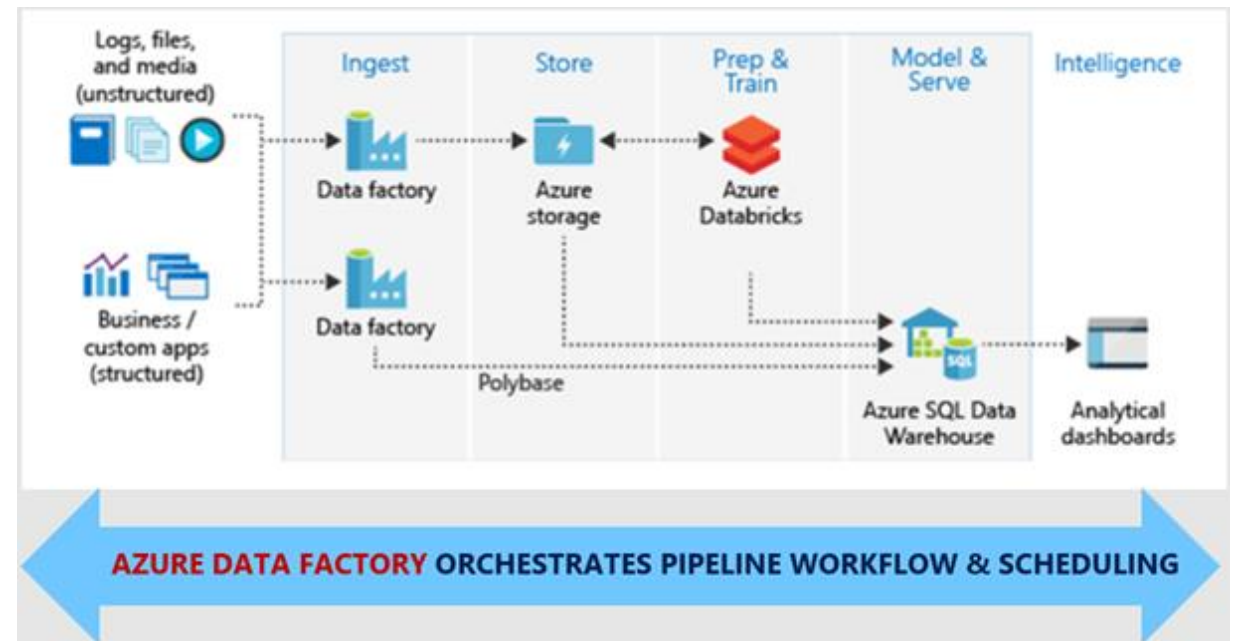 Logs, files,
and media
(unstructured)
Ingest
Store
Prep &
Train
Model &
Serve
Intelligence
Data factory
Azure
storage
Azure
Databricks
Business /
custom apps
(structured)
Data factory
Polybase
SQL
Azure SQL Data
Warehouse
Analytical
dashboards
AZURE DATA FACTORY ORCHESTRATES PIPELINE WORKFLOW & SCHEDULING